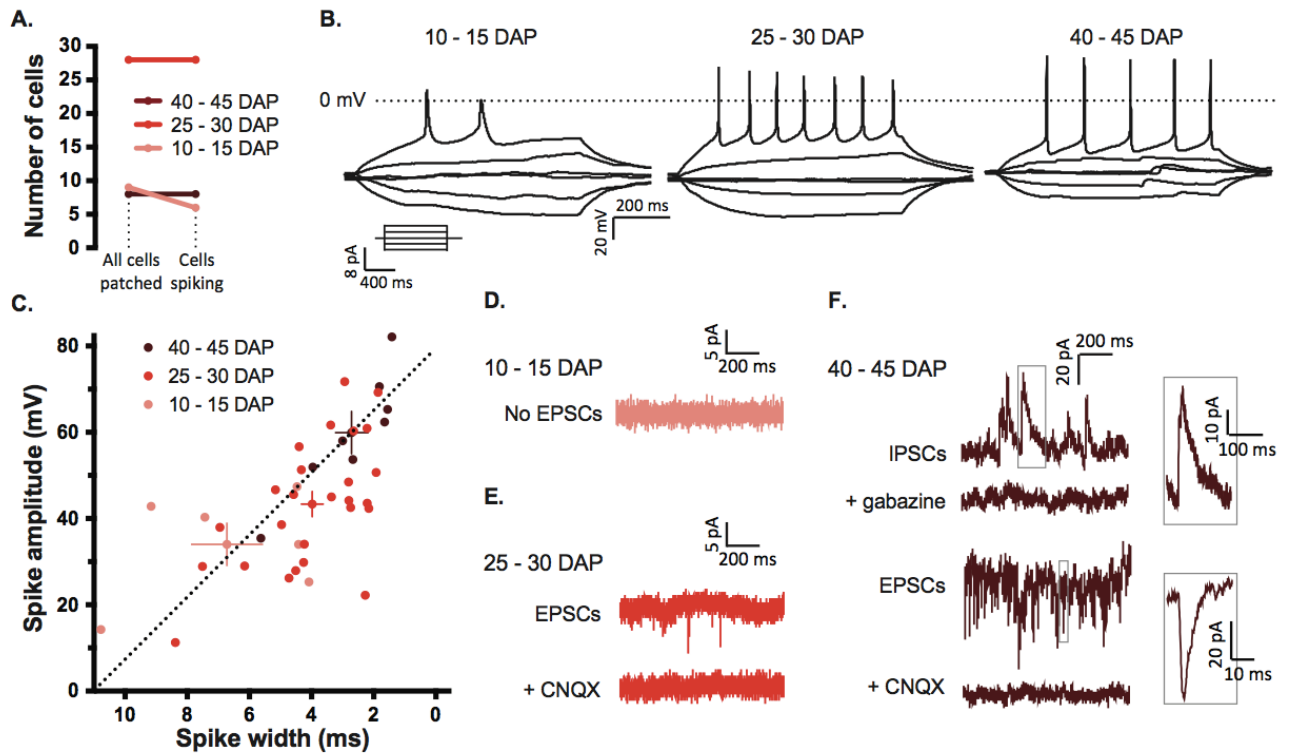 A.
Number of cells
30
25
20
15
10
5
0
40 - 45 DAP
25 - 30 DAP
10 - 15 DAP
All cells
patched
Cells
spiking
B.
10 - 15 DAP
25 - 30 DAP
40 - 45 DAP
0 mV
200 ms
20 mV
8 pA
400 ms
C.
Spike amplitude (mV)
80
60
40
20
0
40 - 45 DAP
25 - 30 DAP
10 - 15 DAP
10
8
6
4
2
0
Spike width (ms)
D.
5 pA
200 ms
10 - 15 DAP
No EPSCs
E.
5 pA
200 ms
25 - 30 DAP
EPSCs
+ CNQX
F.
200 ms
20 pA
40 - 45 DAP
IPSCs
10 pA
100 ms
+ gabazine
EPSCs
20 pA
10 ms
+ CNQX